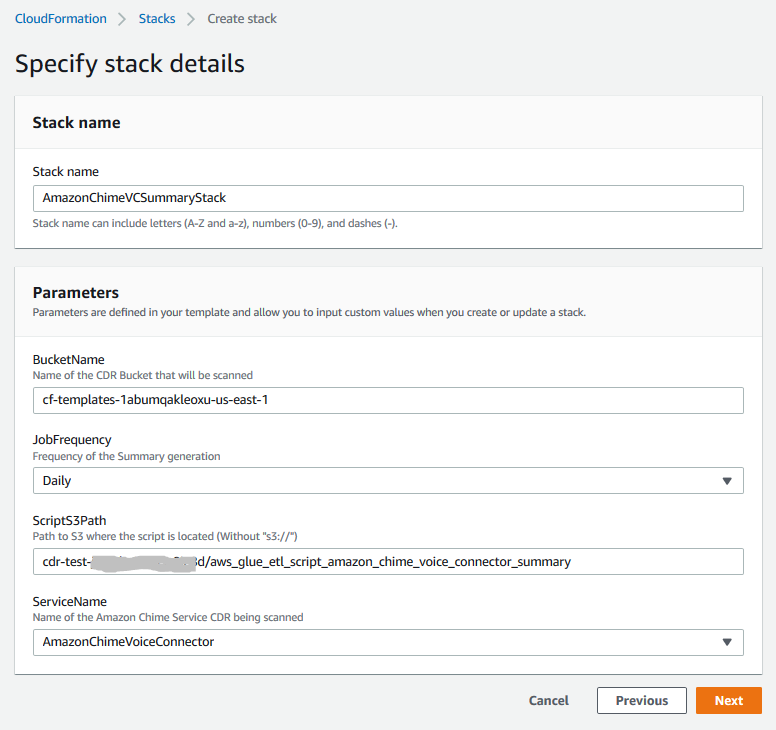 CloudFormation > Stacks > Create stack
Specify stack details
Stack name
Stack name
AmazonChimeVCSummaryStack
Stack name can include letters (A-Z and a-z), numbers (0-9), and dashes (-).
Parameters
Parameters are defined in your template and allow you to input custom values when you create or update a stack.
BucketName
Name of the CDR Bucket that will be scanned
cf-templates-1abumqakleoxu-us-east-1
JobFrequency
Frequency of the Summary generation
Daily
ScriptS3Path
Path to S3 where the script is located (Without "s3://")
cdr-test- d/aws_glue_etl_script_amazon_chime_voice_connector_summary
ServiceName
Name of the Amazon Chime Service CDR being scanned
AmazonChimeVoiceConnector
Cancel Previous Next